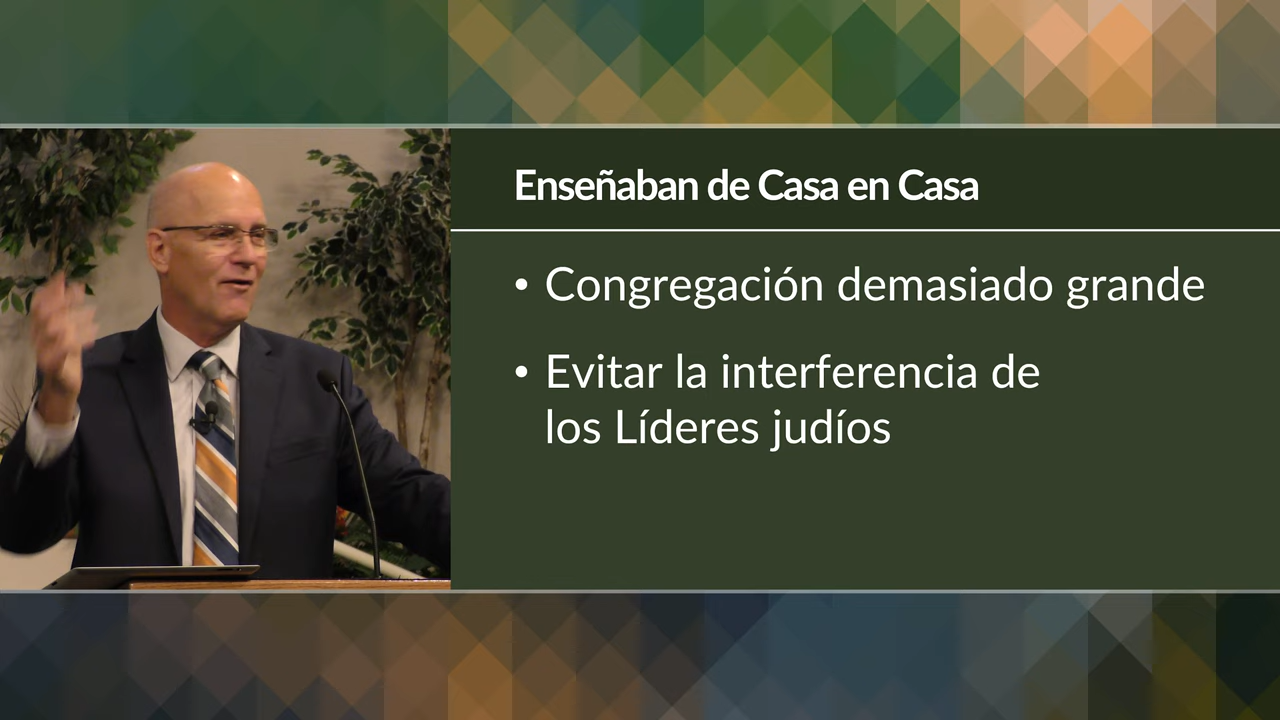 Enseñaban de Casa en Casa
• Congregación demasiado grande
• Evitar la interferencia de
los Líderes judíos